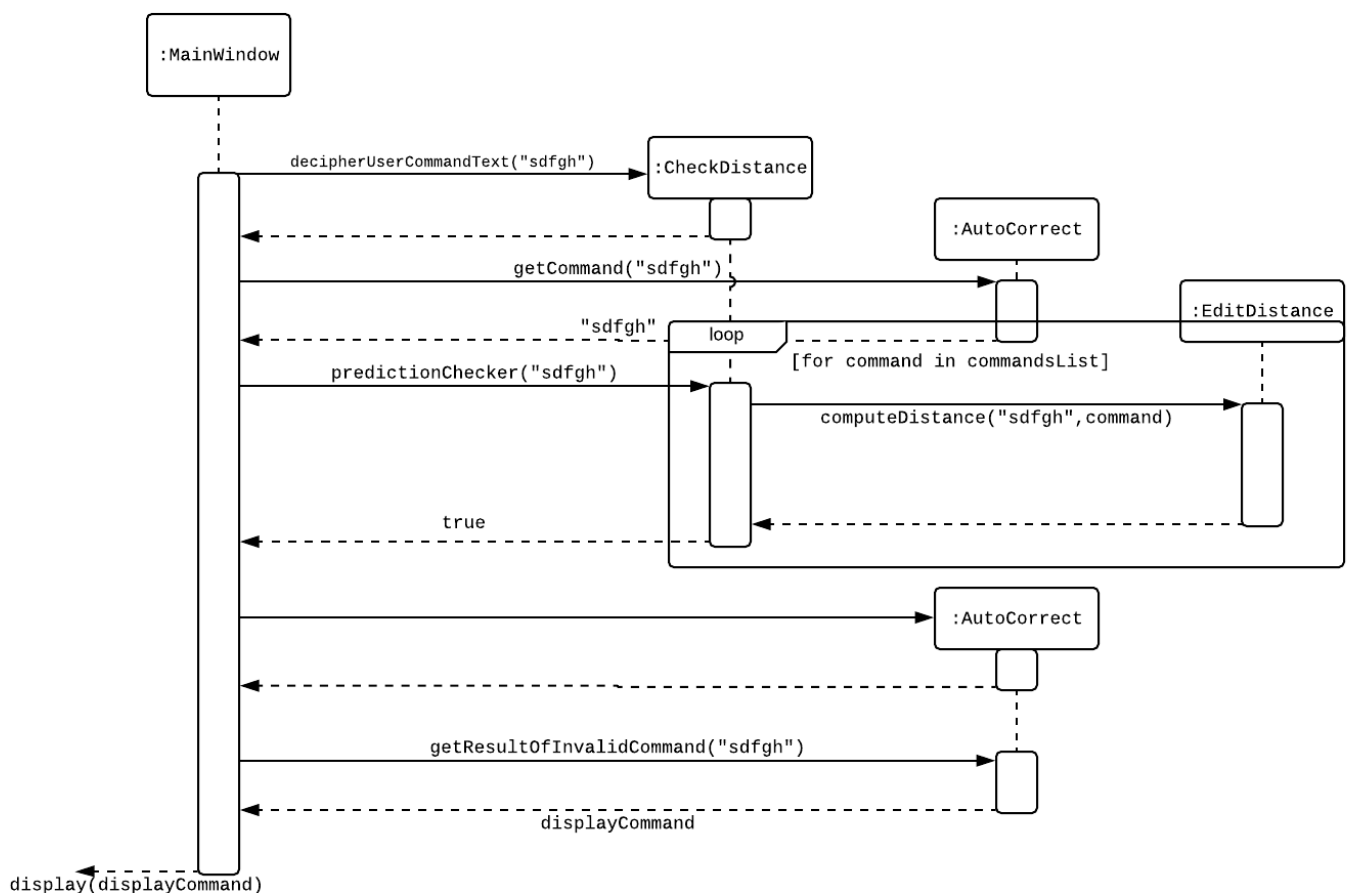 :MainWindow
decipherUserCommandText("sdfgh")
:CheckDistance
:AutoCorrect
getCommand("sdfgh")
:EditDistance
"sdfgh"
loop
[for command in commandsList]
predictionChecker("sdfgh")
computeDistance("sdfgh",command)
true
:AutoCorrect
getResultOfInvalidCommand("sdfgh")
displayCommand
display(displayCommand)